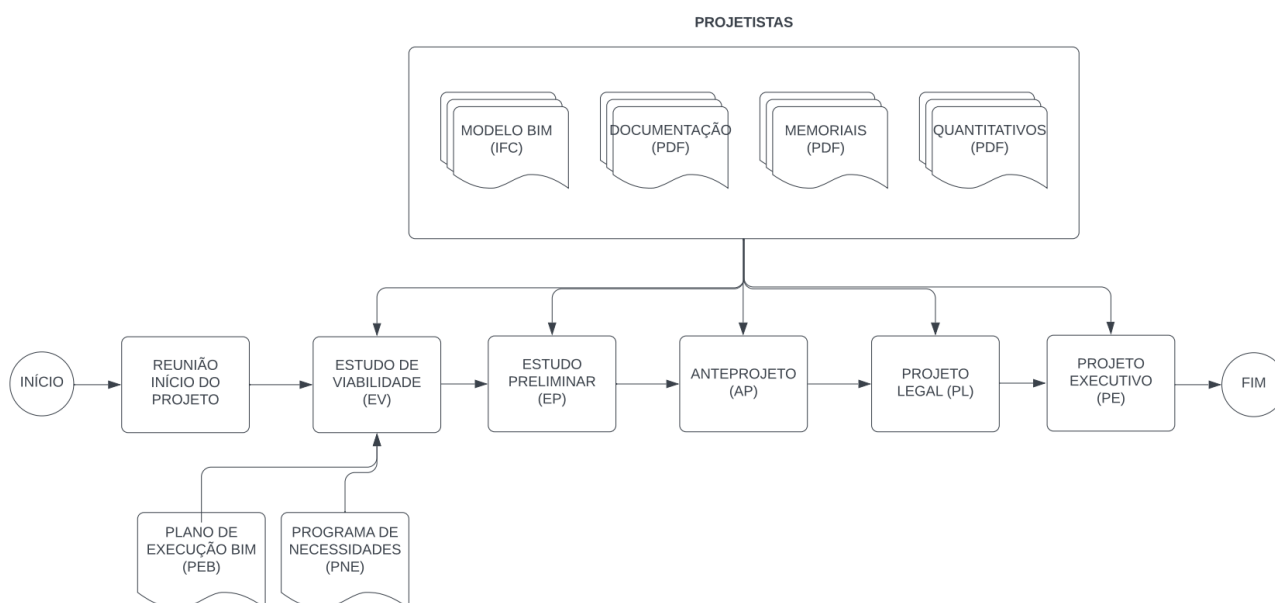 PROJETISTAS
MODELO BIM
(IFC)
DOCUMENTAÇÃO
(PDF)
MEMORIAIS
(PDF)
QUANTITATIVOS
(PDF)
INÍCIO
REUNIÃO
INÍCIO DO
PROJETO
ESTUDO DE
VIABILIDADE
(EV)
ESTUDO
PRELIMINAR
(EP)
ANTEPROJETO
(AP)
PROJETO
LEGAL (PL)
PROJETO
EXECUTIVO
(PE)
FIM
PLANO DE
EXECUÇÃO BIM
(PEB)
PROGRAMA DE
NECESSIDADES
(PNE)